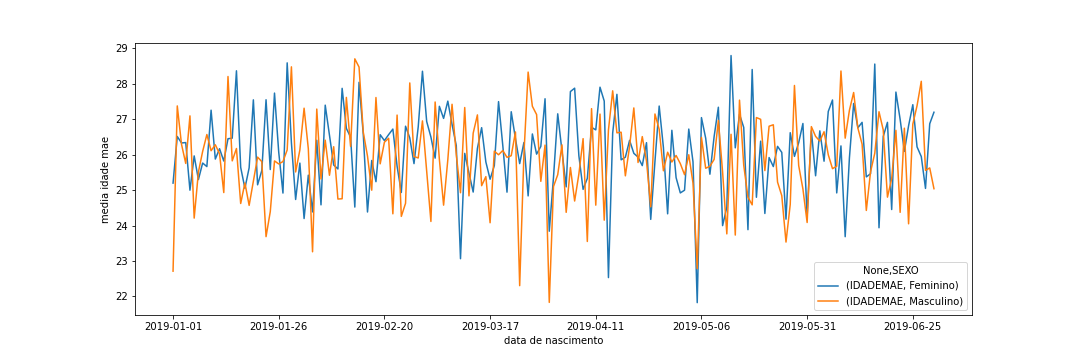 29
28
27
26
25
24
23
22
media idade mae
2019-01-01 2019-01-26 2019-02-20 2019-03-17 2019-04-11 2019-05-06 2019-05-31 2019-06-25
data de nascimento
None,SEXO
(IDADEMAE, Feminino)
(IDADEMAE, Masculino)